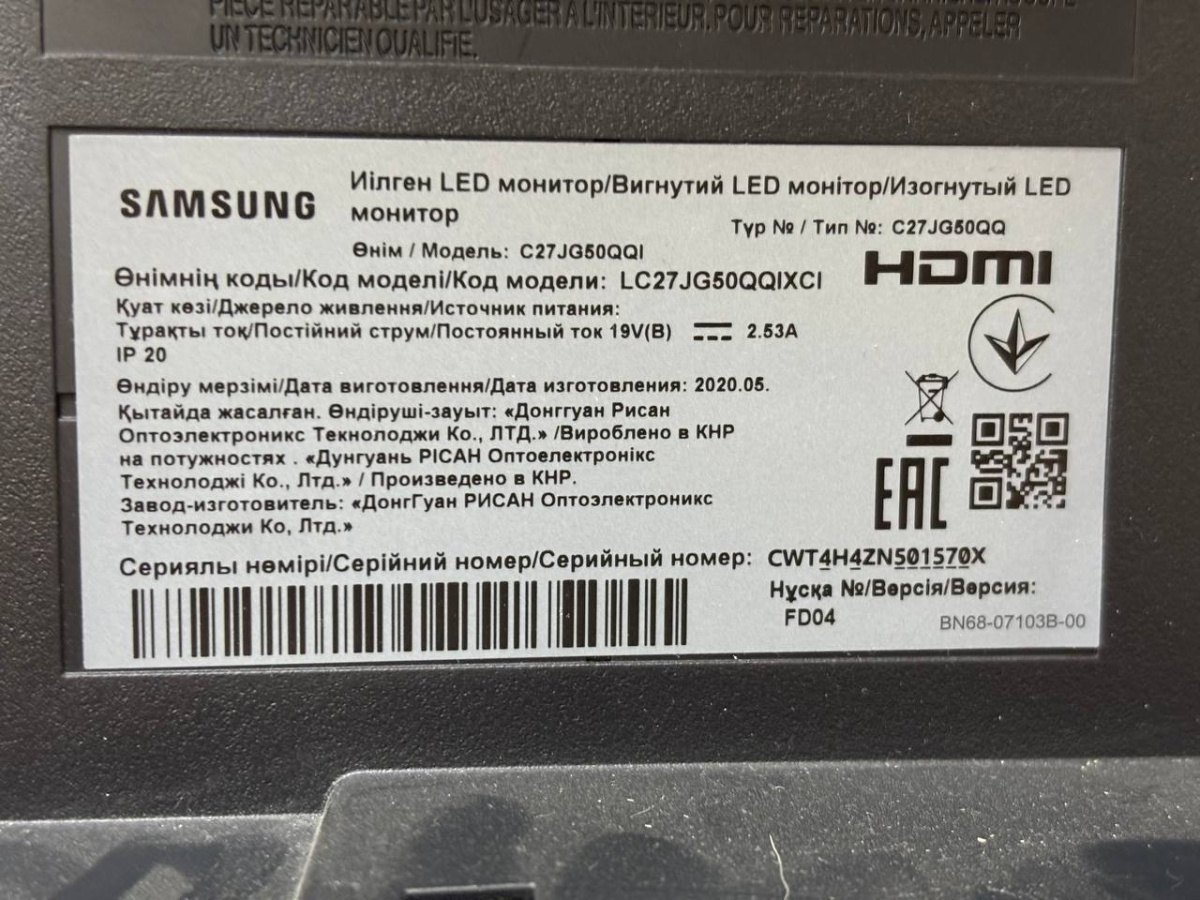 PIECE REPARABLE PAR L'USAGER A L'INTERIEUR. POUR REPARATIONS, APPELER
UN TECHNICIEN QUALIFIE.
SAMSUNG
Иілген LED монитор/Вигнутий LED монітор/Изогнутый LED
монитор
Түр № / Тип №: C27JG50QQ
Өнім / Модель: C27JG50QQI
HDMI
Өнімнің коды/Код моделі/Код модели: LC27JG50QQIXCI
Қуат көзі/Джерело живлення/Источник питания:
Тұрақты ток/Постійний струм/Постоянный ток 19V(В) ⎓ 2.53A
IP 20
Өндіру мерзімі/Дата виготовлення/Дата изготовления: 2020.05.
Қытайда жасалған. Өндіруші-зауыт: «Донггуан Рисан
Оптоэлектроникс Текнолоджи Ко., ЛТД.» /Вироблено в КНР
на потужностях . «Дунгуань РІСАН Оптоелектронікс
Технолоджі Ко., Лтд.» / Произведено в КНР.
Завод-изготовитель: «ДонгГуан РИСАН Оптоэлектроникс
Технолоджи Ко, Лтд.»
EAC
Сериялы нөмірі/Серійний номер/Серийный номер: CWT4H4ZN501570X
Нұсқа №/Версія/Версия:
FD04
BN68-07103B-00